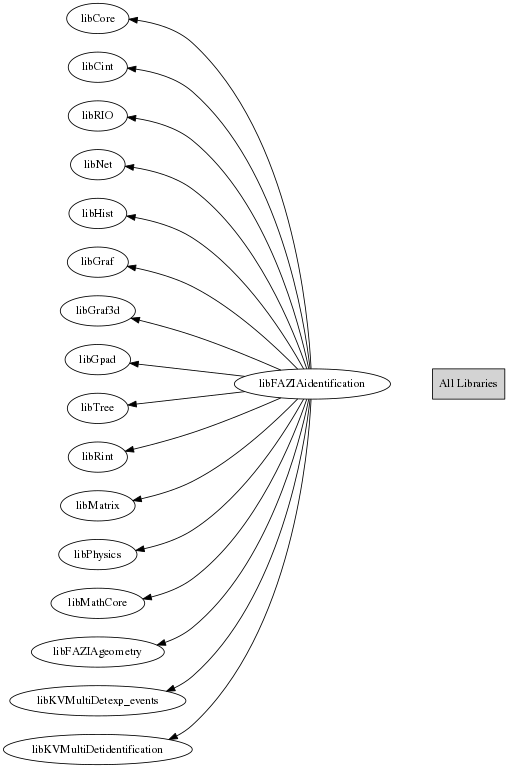 libCore
libCint
libRIO
libNet
libHist
libGraf
libGraf3d
libGpad
libFAZIAidentification
All Libraries
libTree
libRint
libMatrix
libPhysics
libMathCore
libFAZIAgeometry
libKVMultiDetexp_events
libKVMultiDetidentification